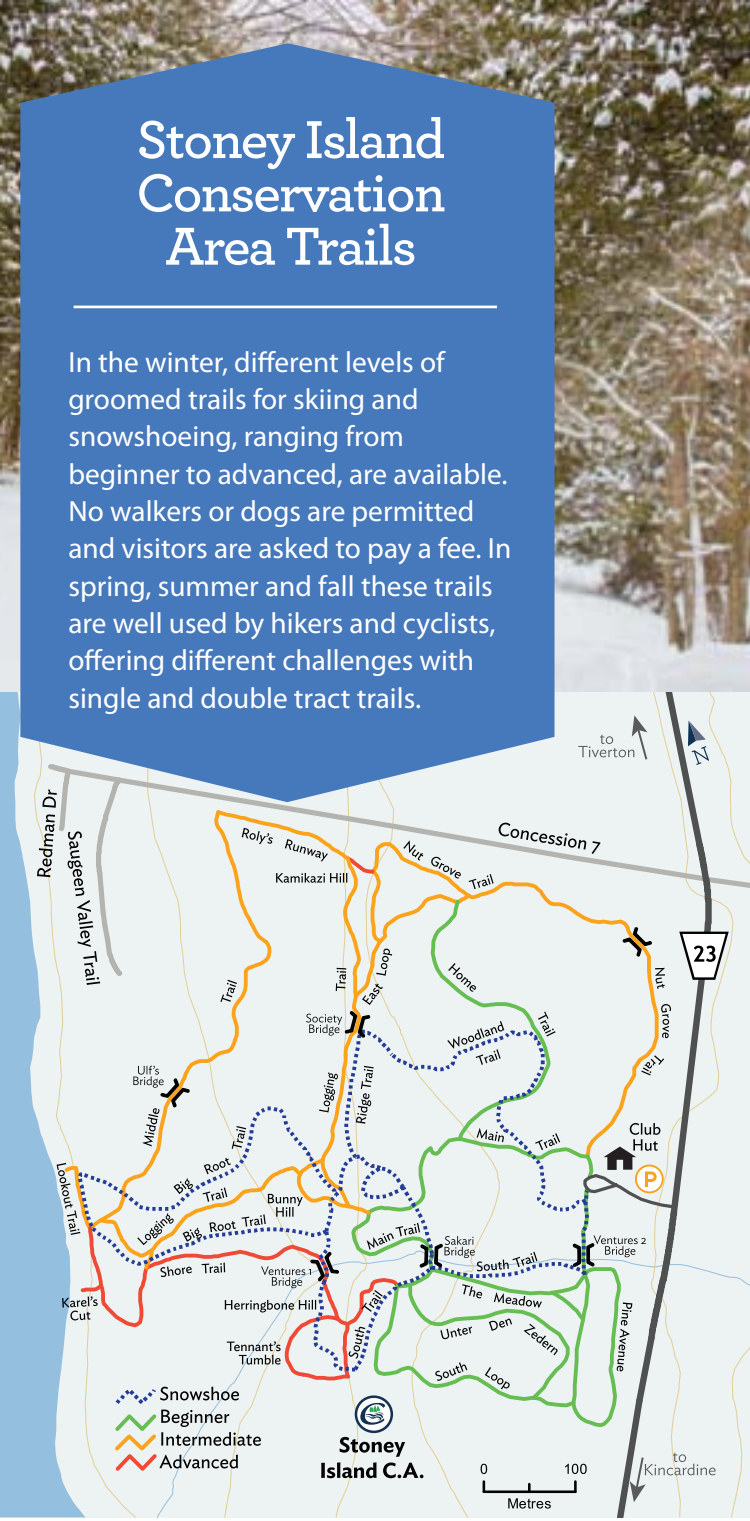 Stoney Island
Conservation
Area Trails
In the winter, different levels of
groomed trails for skiing and
snowshoeing, ranging from
beginner to advanced, are available.
No walkers or dogs are permitted
and visitors are asked to pay a fee. In
spring, summer and fall these trails
are well used by hikers and cyclists,
offering different challenges with
single and double tract trails.
to
Tiverton
N
Redman Dr
Saugeen Valley Trail
Concession 7
Roly's Runway
Kamikazi Hill
Nut Grove Trail
23
Trail
East Loop
Home
Trail
Nut Grove Trail
Trail
Society
Bridge
Woodland
Trail
Ulf's
Bridge
Middle
Logging
Ridge Trail
Main Trail
Club
Hut
P
Lookout Trail
Big Root Trail
Logging Trail
Bunny
Hill
Big Root Trail
Main Trail
Sakari
Bridge
Ventures 2
Bridge
Shore Trail
Ventures 1
Bridge
South Trail
Karel's
Cut
Herringbone Hill
South Trail
The Meadow
Unter Den Zedern
Pine Avenue
Tennant's
Tumble
South Loop
Snowshoe
Beginner
Intermediate
Advanced
Stoney
Island C.A.
0 100
Metres
to
Kincardine